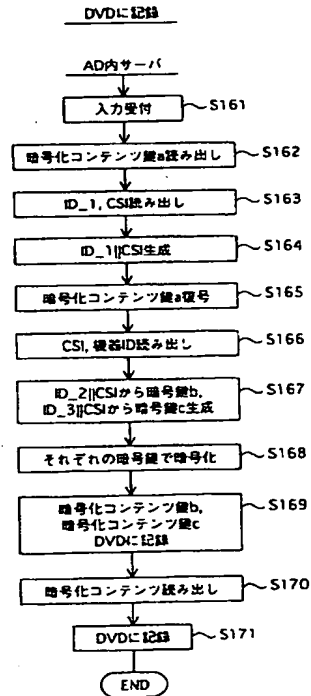 DVDに記録
AD内サーバ
入力受付
S161
暗号化コンテンツ鍵a読み出し
S162
ID_1, CSI読み出し
S163
ID_1||CSI生成
S164
暗号化コンテンツ鍵a復号
S165
CSI, 機器ID読み出し
S166
ID_2||CSIから暗号鍵b,
ID_3||CSIから暗号鍵c生成
S167
それぞれの暗号鍵で暗号化
S168
暗号化コンテンツ鍵b,
暗号化コンテンツ鍵c
DVDに記録
S169
暗号化コンテンツ読み出し
S170
DVDに記録
S171
END